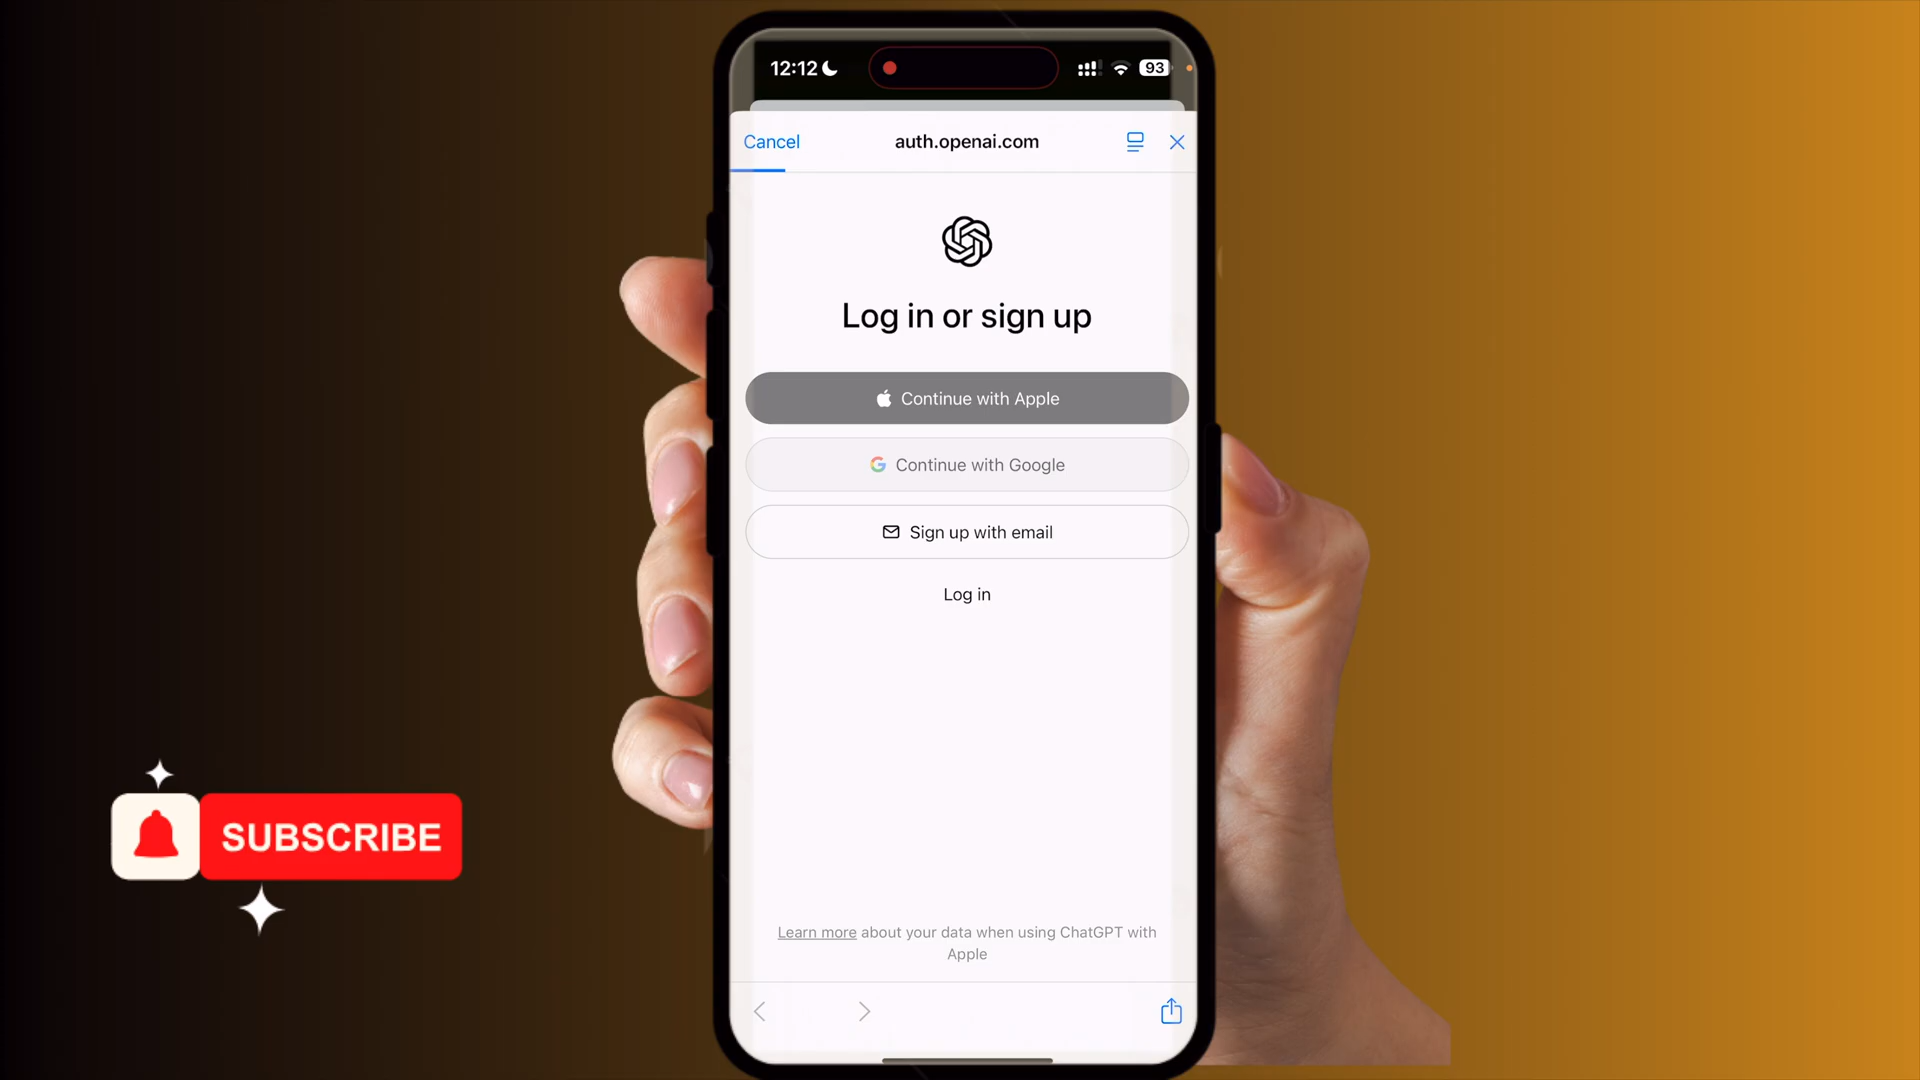 12:12
93
Cancel
auth.openai.com
Log in or sign up
Continue with Apple
Continue with Google
Sign up with email
Log in
SUBSCRIBE
Learn more about your data when using ChatGPT with
Apple